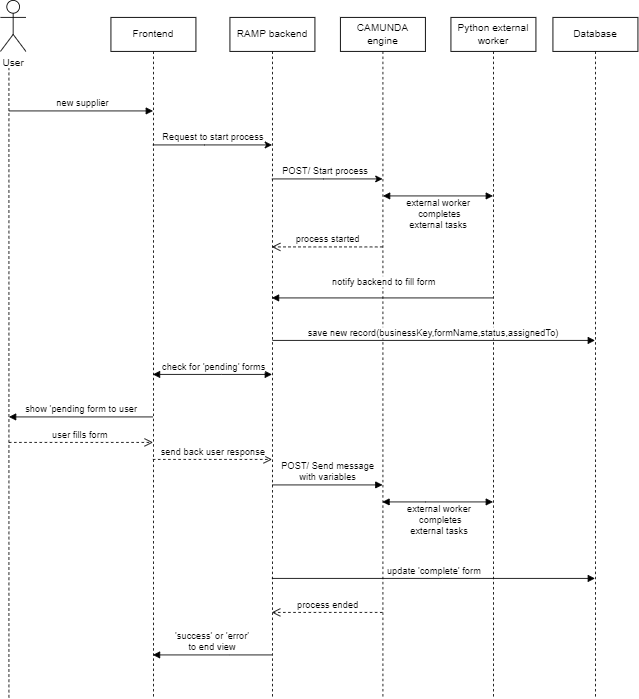 User
Frontend
RAMP backend
CAMUNDA
engine
Python external
worker
Database
new supplier
Request to start process
POST/ Start process
external worker
completes
external tasks
process started
notify backend to fill form
save new record(businessKey,formName,status,assignedTo)
check for 'pending' forms
show 'pending form to user
user fills form
send back user response
POST/ Send message
with variables
external worker
completes
external tasks
update 'complete' form
process ended
'success' or 'error'
to end view